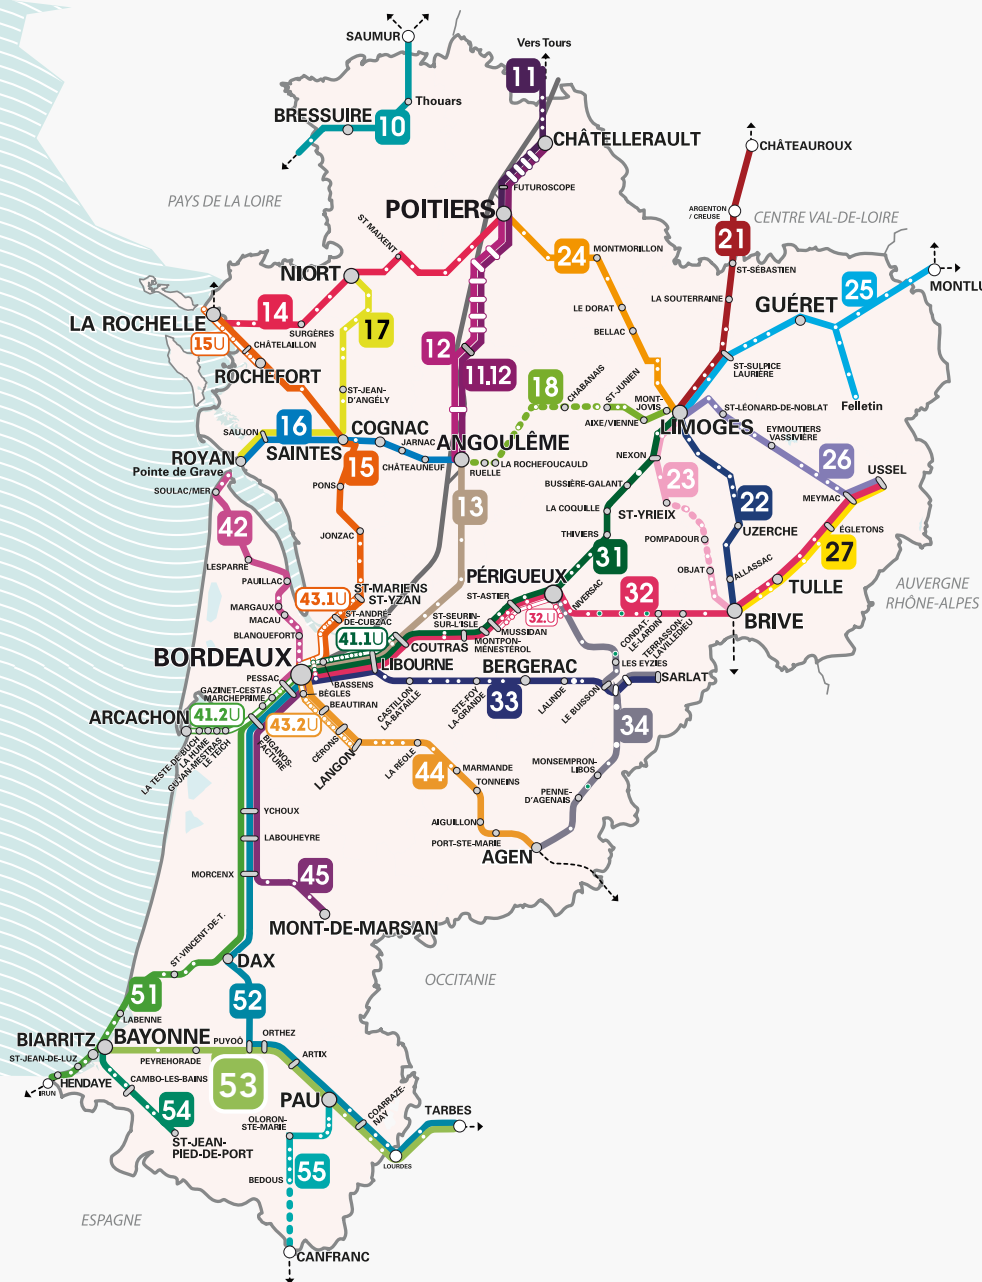 SAUMUR
Vers Tours
11
Thouars
BRESSUIRE
10
CHÂTELLERAULT
CHÂTEAUROUX
PAYS DE LA LOIRE
FUTUROSCOPE
POITIERS
ARGENTON
/ CREUSE
CENTRE VAL-DE-LOIRE
ST MAIXENT
24
MONTMORILLON
21
NIORT
ST-SÉBASTIEN
25
MONTLU
LA SOUTERRAINE
GUÉRET
LA ROCHELLE
14
SURGÈRES
17
LE DORAT
BELLAC
15U
CHÂTELAILLON
ROCHEFORT
12
11.12
ST-SULPICE
LAURIÈRE
18
CHABANAIS
ST-JUNIEN
MONT-
JOVIS
AIXE/VIENNE
ST-JEAN-
D'ANGÉLY
Felletin
ST-LÉONARD-DE-NOBLAT
LIMOGES
SAUJON
16
COGNAC
JARNAC
ANGOULÊME
EYMOUTIERS
VASSIVIÈRE
ROYAN
SAINTES
CHÂTEAUNEUF
RUELLE
LA ROCHEFOUCAULD
NEXON
26
USSEL
Pointe de Grave
15
PONS
SOULAC/MER
BUSSIÈRE-GALANT
23
MEYMAC
42
13
LA COQUILLE
ST-YRIEIX
22
UZERCHE
ÉGLETONS
JONZAC
THIVIERS
POMPADOUR
27
LESPARRE
31
OBJAT
ALLASSAC
TULLE
PAUILLAC
PÉRIGUEUX
AUVERGNE
RHÔNE-ALPES
43.1U
ST-MARIENS
ST-YZAN
ST-ASTIER
NIVERSAC
32
BRIVE
MARGAUX
MACAU
ST-ANDRÉ-
DE-CUBZAC
ST-SEURIN-
SUR-L'ISLE
32.U
MUSSIDAN
CONDAT-
LE-LARDIN
TERRASSON-
LAVILLEDIEU
BLANQUEFORT
41.1U
COUTRAS
MONTPON-
MÉNESTÉROL
BORDEAUX
LIBOURNE
BERGERAC
LES EYZIES
SARLAT
PESSAC
BASSENS
GAZINET-CESTAS
MARCHEPRIME
BÈGLES
BEAUTIRAN
CASTILLON
LA-BATAILLE
STE-FOY
LA-GRANDE
33
LALINDE
LE BUISSON
34
ARCACHON
41.2U
43.2U
LA TESTE-DE-BUCH
LA HUME
GUJAN-MESTRAS
LE TEICH
BIGANOS-
FACTURE
CÉRONS
LANGON
LA RÉOLE
44
MARMANDE
TONNEINS
MONSEMPRON-
LIBOS
PENNE-
D'AGENAIS
YCHOUX
AIGUILLON
LABOUHEYRE
PORT-STE-MARIE
AGEN
MORCENX
45
MONT-DE-MARSAN
ST-VINCENT-DE-T.
DAX
OCCITANIE
51
52
LABENNE
BIARRITZ
BAYONNE
PUYOÔ
ORTHEZ
ST-JEAN-DE-LUZ
PEYREHORADE
ARTIX
HENDAYE
IRUN
CAMBO-LES-BAINS
53
54
PAU
COARRAZE-
NAY
TARBES
OLORON-
STE-MARIE
ST-JEAN-
PIED-DE-PORT
55
LOURDES
BEDOUS
ESPAGNE
CANFRANC